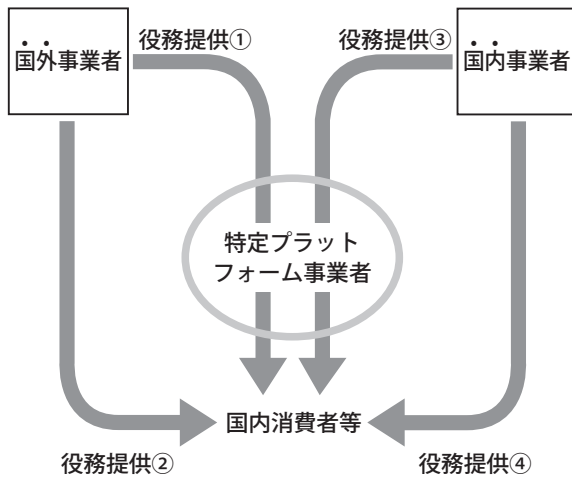 役務提供①
役務提供③
国外事業者
国内事業者
特定プラット
フォーム事業者
国内消費者等
役務提供②
役務提供④